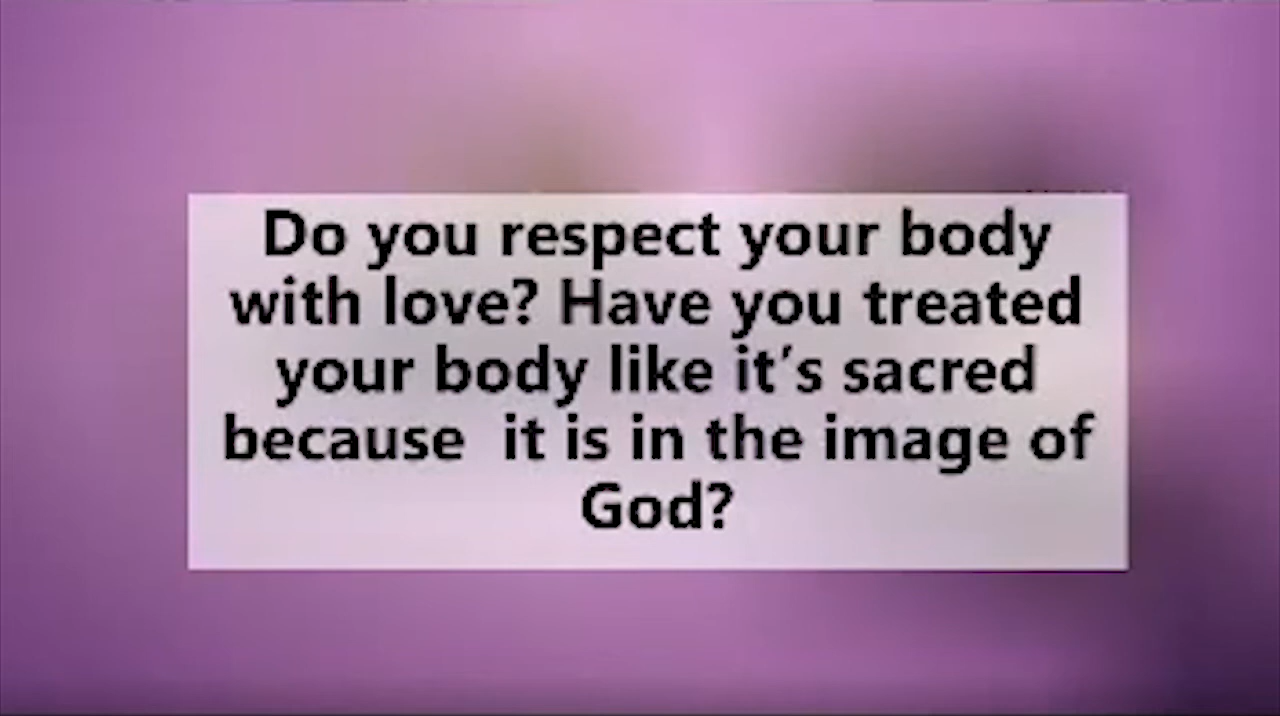 Do you respect your body
with love? Have you treated
your body like it’s sacred
because  it is in the image of
God?